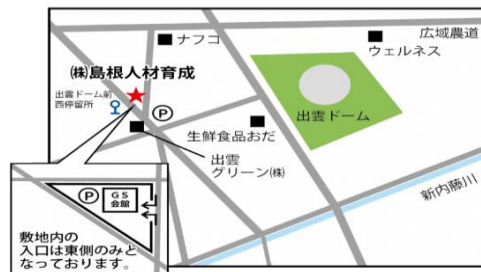 ナフコ
広域農道
ウェルネス
㈱島根人材育成
出雲ドーム前
西停留所
P
出雲ドーム
生鮮食品おだ
出雲
グリーン㈱
新内藤川
P
GS
会館
敷地内の
入口は東側のみと
なっております。